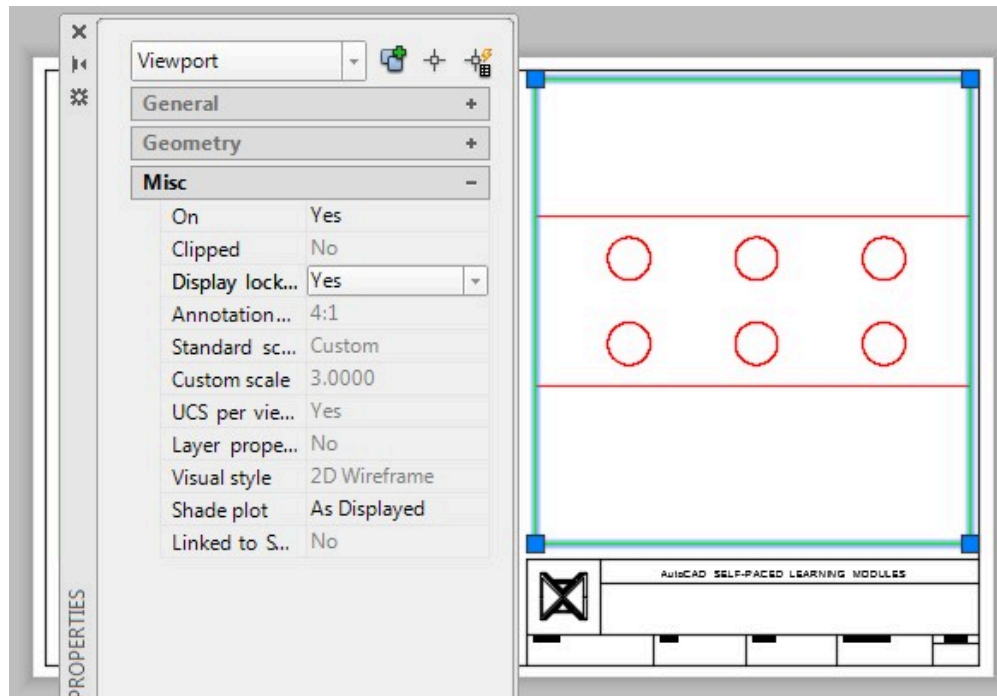 Viewport
General
Geometry
Misc
On Yes
Clipped No
Display lock... Yes
Annotation... 4:1
Standard sc... Custom
Custom scale 3.0000
UCS per vie... Yes
Layer prope... No
Visual style 2D Wireframe
Shade plot As Displayed
Linked to S... No
PROPERTIES
AutoCAD SELF-PACED LEARNING MODULES